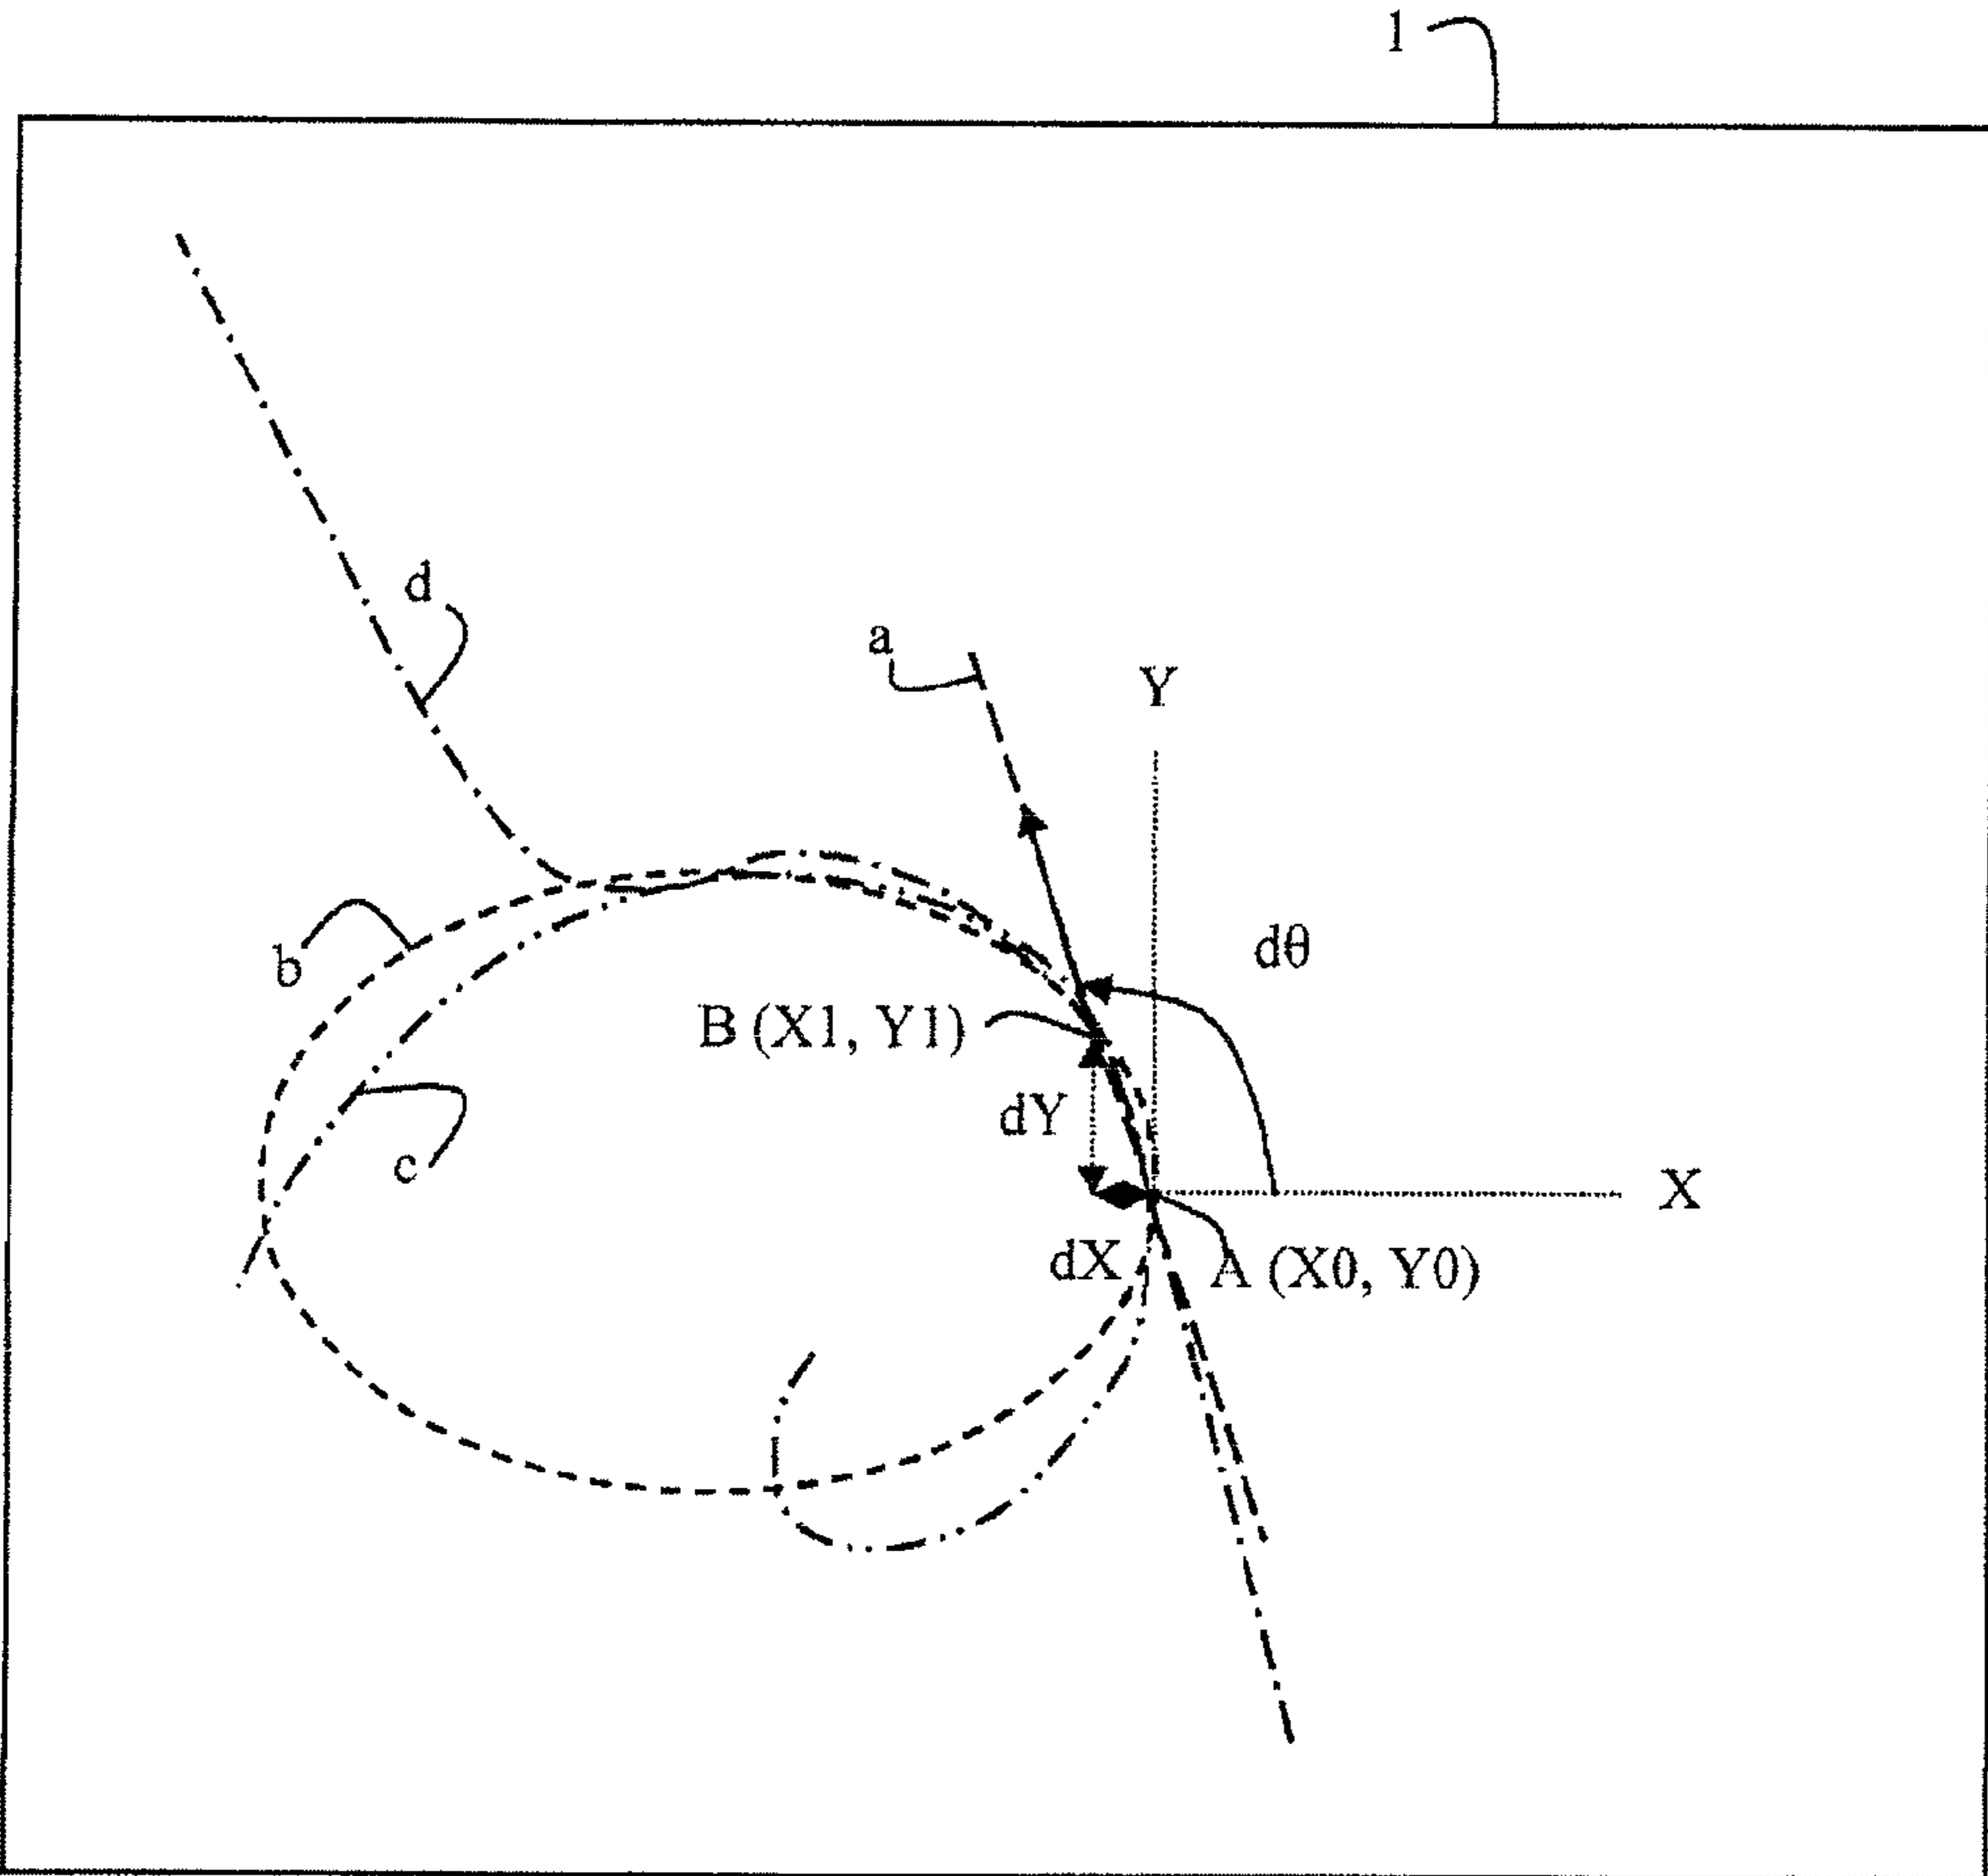 1
d
a
Y
b
dθ
B (X1, Y1)
dY
c
X
dX
A (X0, Y0)